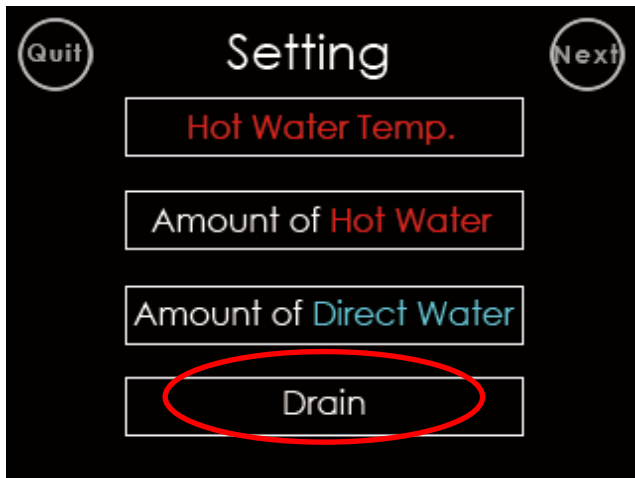 Quit
Setting
Next
Hot Water Temp.
Amount of Hot Water
Amount of Direct Water
Drain